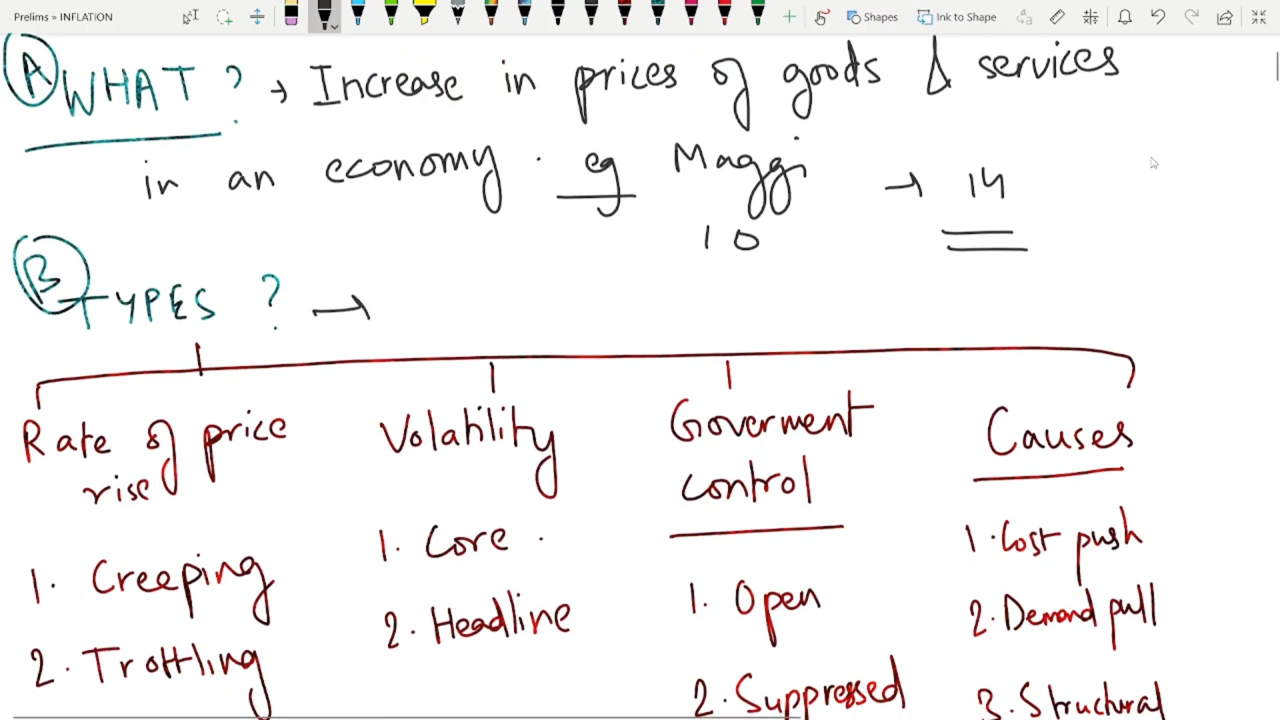 Prelims » INFLATION
Shapes
Ink to Shape
A WHAT ? → Increase in prices of goods & services
in an economy. eg Maggi → 14
10
B TYPES ? →
Rate of price rise
1. Creeping
2. Trottling
Volatility
1. Core
2. Headline
Goverment control
1. Open
2. Suppressed
Causes
1. Cost push
2. Demand pull
3. Structural